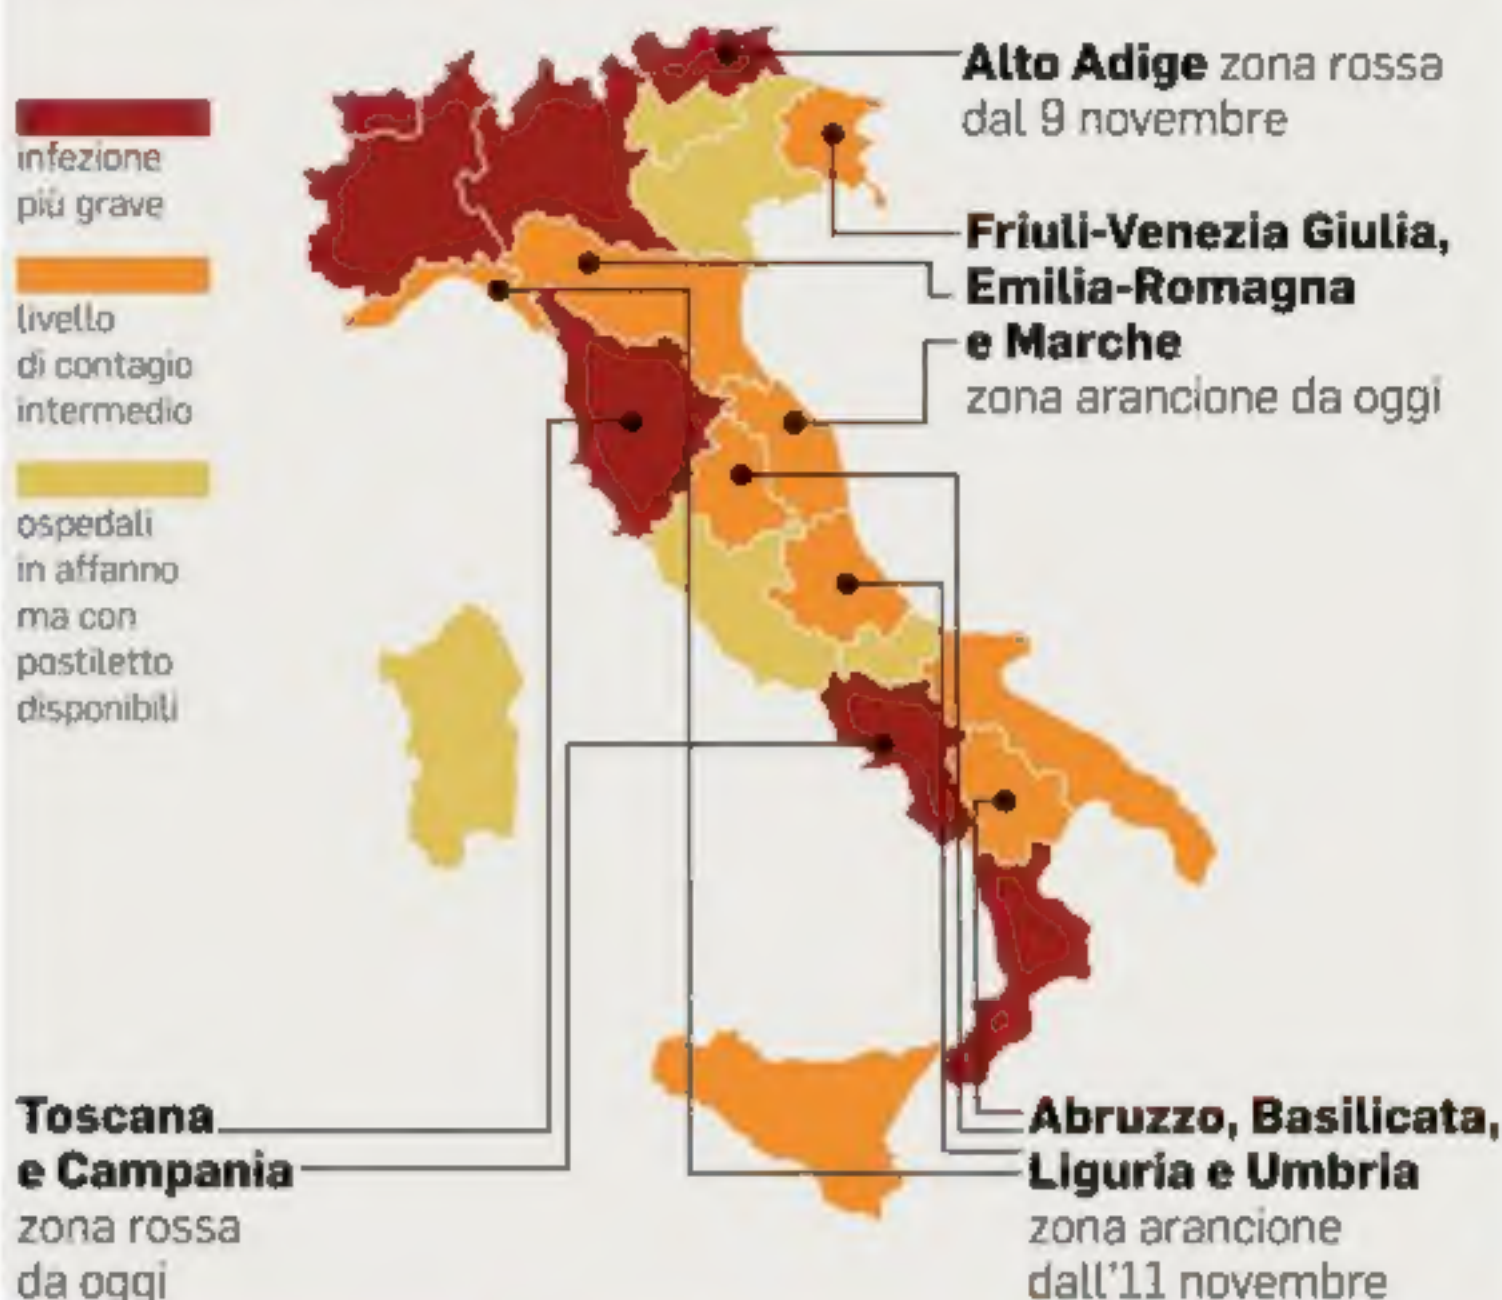 infezione
più grave
livello
di contagio
intermedio
ospedali
in affanno
ma con
postiletto
disponibili
Alto Adige zona rossa
dal 9 novembre
Friuli-Venezia Giulia,
Emilia-Romagna
e Marche
zona arancione da oggi
Toscana
e Campania
zona rossa
da oggi
Abruzzo, Basilicata,
Liguria e Umbria
zona arancione
dall'11 novembre